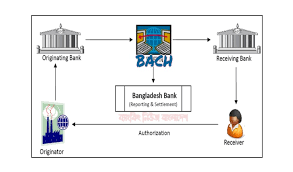 Originating Bank
BACH
Receiving Bank
Bangladesh Bank
(Reporting & Settlement)
Authorization
Originator
Receiver